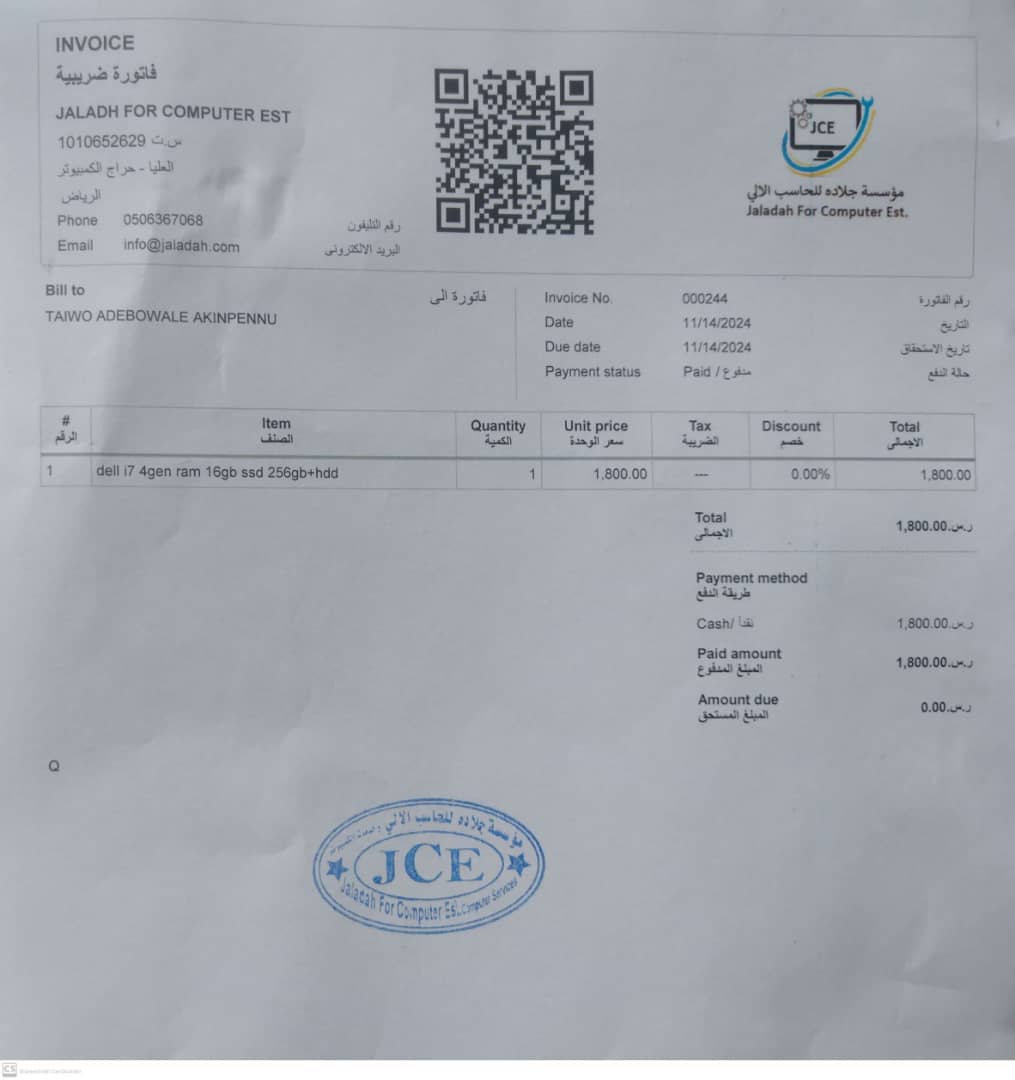 INVOICE
فاتورة ضريبية
JALADH FOR COMPUTER EST
س.ت 1010652629
العليا - حراج الكمبيوتر
الرياض
Phone 0506367068 رقم التليفون
Email info@jaladah.com البريد الالكترونى
JCE
مؤسسة جلاده للحاسب الالي
Jaladah For Computer Est.
Bill to فاتورة الى
TAIWO ADEBOWALE AKINPENNU
Invoice No. 000244 رقم الفاتورة
Date 11/14/2024 التاريخ
Due date 11/14/2024 تاريخ الاستحقاق
Payment status Paid / مدفوع حالة الدفع
# Item Quantity Unit price Tax Discount Total
الرقم الصنف الكمية سعر الوحدة الضريبة خصم الاجمالى
1 dell i7 4gen ram 16gb ssd 256gb+hdd 1 1,800.00 --- 0.00% 1,800.00
Total ر.س.1,800.00
الاجمالى
Payment method
طريقة الدفع
Cash/ نقداً ر.س.1,800.00
Paid amount ر.س.1,800.00
المبلغ المدفوع
Amount due ر.س.0.00
المبلغ المستحق
Q
مؤسسة جلاده للحاسب الالي
JCE
Jaladah For Computer Est. Computer Services
CS